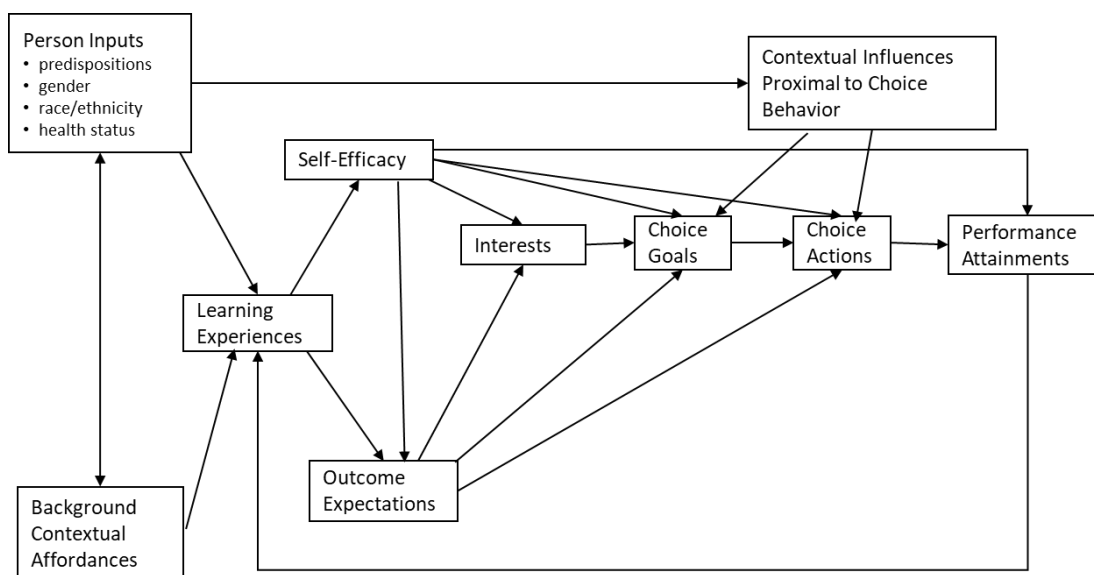 Person Inputs
• predispositions
• gender
• race/ethnicity
• health status
Contextual Influences
Proximal to Choice
Behavior
Self-Efficacy
Interests
Choice
Goals
Choice
Actions
Performance
Attainments
Learning
Experiences
Outcome
Expectations
Background
Contextual
Affordances